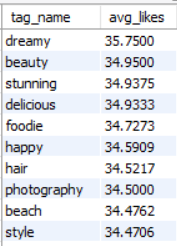 tag_name avg_likes
dreamy 35.7500
beauty 34.9500
stunning 34.9375
delicious 34.9333
foodie 34.7273
happy 34.5909
hair 34.5217
photography 34.5000
beach 34.4762
style 34.4706